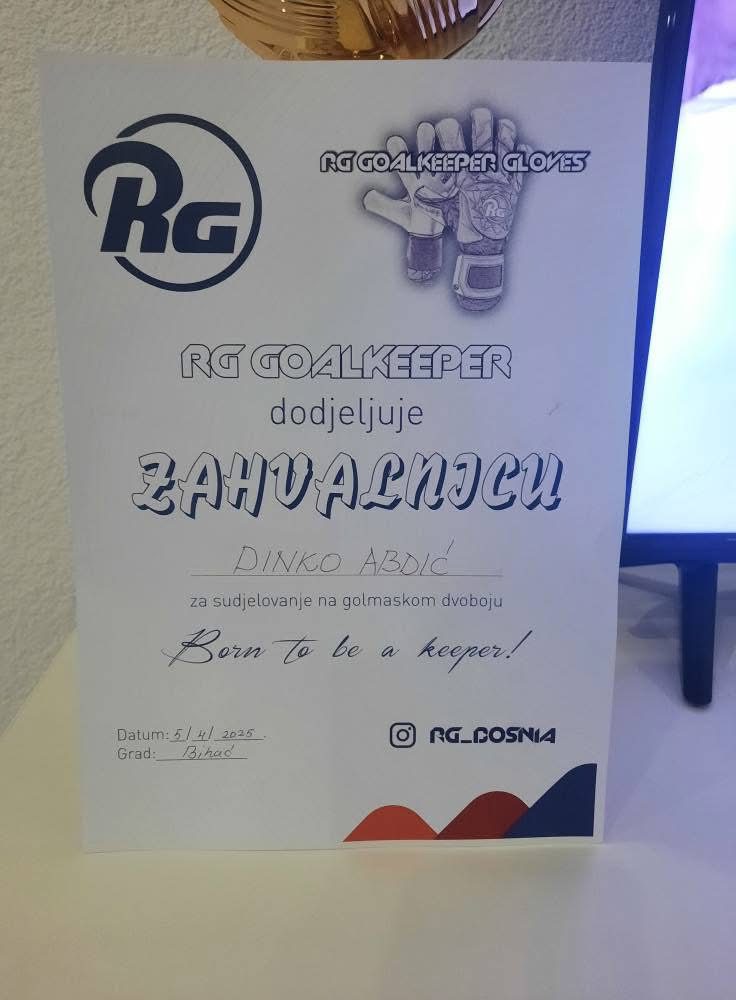 RG
RG GOALKEEPER GLOVES
RG
RG GOALKEEPER
dodjeljuje
ZAHVALNICU
DINKO ABDIĆ
za sudjelovanje na golmaskom dvoboju
Born to be a keeper!
Datum: 5/4/2025.
Grad: Bihać
RG_BOSNIA